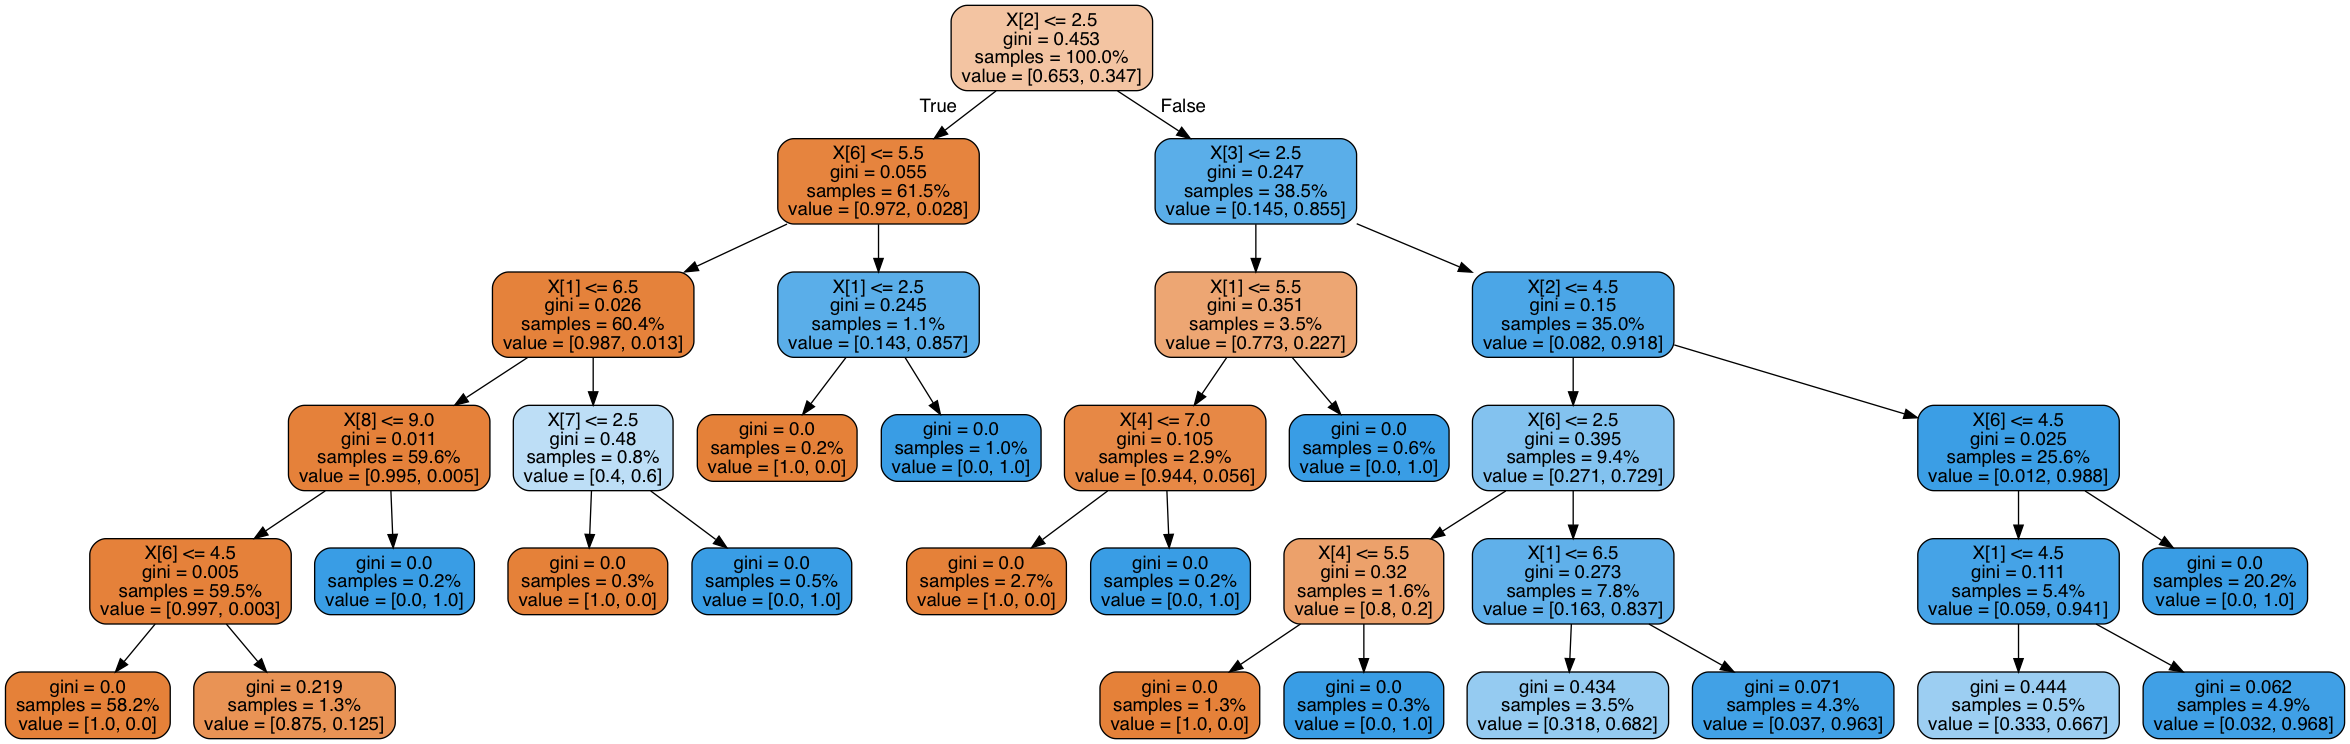 X[2] <= 2.5
gini = 0.453
samples = 100.0%
value = [0.653, 0.347]
True
False
X[6] <= 5.5
gini = 0.055
samples = 61.5%
value = [0.972, 0.028]
X[3] <= 2.5
gini = 0.247
samples = 38.5%
value = [0.145, 0.855]
X[1] <= 6.5
gini = 0.026
samples = 60.4%
value = [0.987, 0.013]
X[1] <= 2.5
gini = 0.245
samples = 1.1%
value = [0.143, 0.857]
X[1] <= 5.5
gini = 0.351
samples = 3.5%
value = [0.773, 0.227]
X[2] <= 4.5
gini = 0.15
samples = 35.0%
value = [0.082, 0.918]
X[8] <= 9.0
gini = 0.011
samples = 59.6%
value = [0.995, 0.005]
X[7] <= 2.5
gini = 0.48
samples = 0.8%
value = [0.4, 0.6]
gini = 0.0
samples = 0.2%
value = [1.0, 0.0]
gini = 0.0
samples = 1.0%
value = [0.0, 1.0]
X[4] <= 7.0
gini = 0.105
samples = 2.9%
value = [0.944, 0.056]
gini = 0.0
samples = 0.6%
value = [0.0, 1.0]
X[6] <= 2.5
gini = 0.395
samples = 9.4%
value = [0.271, 0.729]
X[6] <= 4.5
gini = 0.025
samples = 25.6%
value = [0.012, 0.988]
X[6] <= 4.5
gini = 0.005
samples = 59.5%
value = [0.997, 0.003]
gini = 0.0
samples = 0.2%
value = [0.0, 1.0]
gini = 0.0
samples = 0.3%
value = [1.0, 0.0]
gini = 0.0
samples = 0.5%
value = [0.0, 1.0]
gini = 0.0
samples = 2.7%
value = [1.0, 0.0]
gini = 0.0
samples = 0.2%
value = [0.0, 1.0]
X[4] <= 5.5
gini = 0.32
samples = 1.6%
value = [0.8, 0.2]
X[1] <= 6.5
gini = 0.273
samples = 7.8%
value = [0.163, 0.837]
X[1] <= 4.5
gini = 0.111
samples = 5.4%
value = [0.059, 0.941]
gini = 0.0
samples = 20.2%
value = [0.0, 1.0]
gini = 0.0
samples = 58.2%
value = [1.0, 0.0]
gini = 0.219
samples = 1.3%
value = [0.875, 0.125]
gini = 0.0
samples = 1.3%
value = [1.0, 0.0]
gini = 0.0
samples = 0.3%
value = [0.0, 1.0]
gini = 0.434
samples = 3.5%
value = [0.318, 0.682]
gini = 0.071
samples = 4.3%
value = [0.037, 0.963]
gini = 0.444
samples = 0.5%
value = [0.333, 0.667]
gini = 0.062
samples = 4.9%
value = [0.032, 0.968]